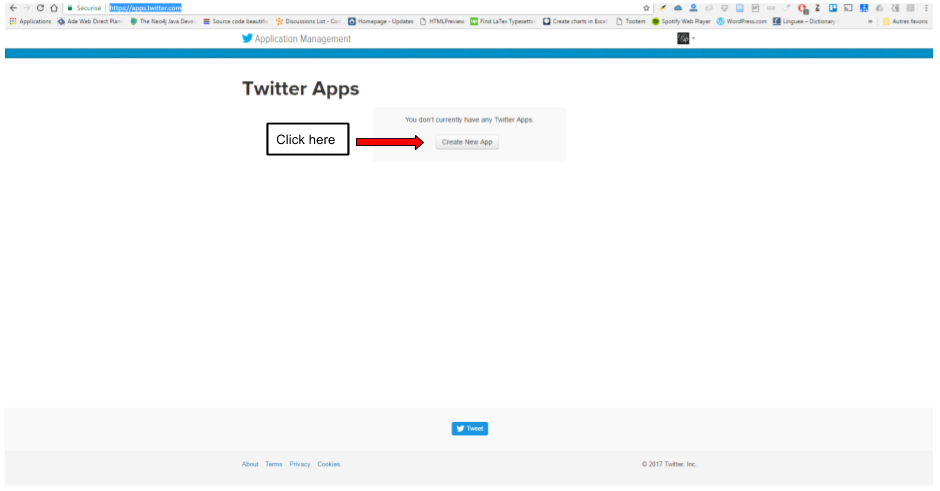 Sécurisé | https://apps.twitter.com
Applications Ade Web Direct Plan The Neo4j Java Devel Source code beautifie Discussions List - Coo Homepage - Updates HTMLPreview Find LaTex Typesettin Create charts in Excel Tootem Spotify Web Player WordPress.com Linguee – Dictionary Autres favoris
Application Management
Twitter Apps
You don't currently have any Twitter Apps.
Click here
Create New App
Tweet
About Terms Privacy Cookies
© 2017 Twitter, Inc.